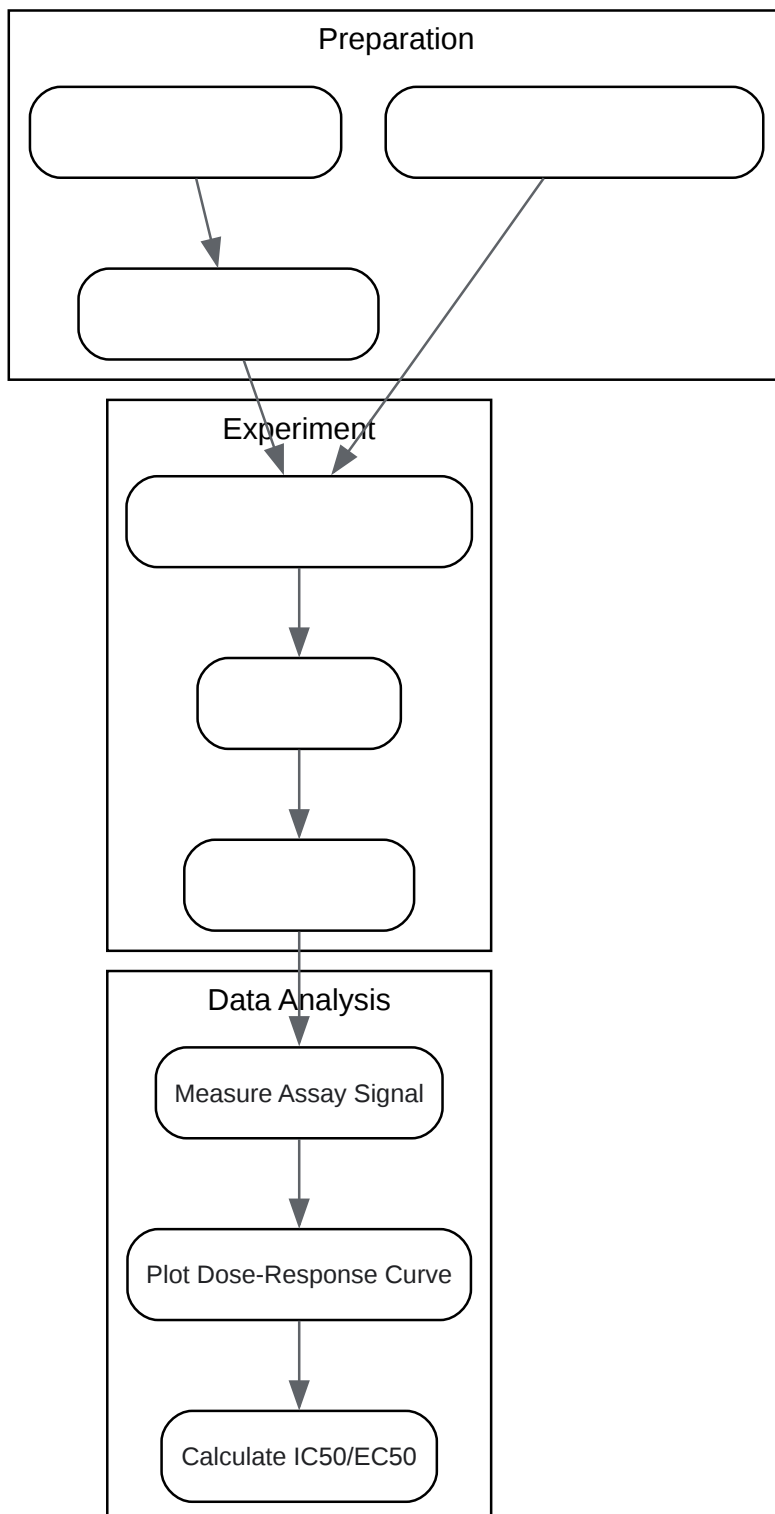 Preparation
Experiment
Data Analysis
Measure Assay Signal
Plot Dose-Response Curve
Calculate IC50/EC50